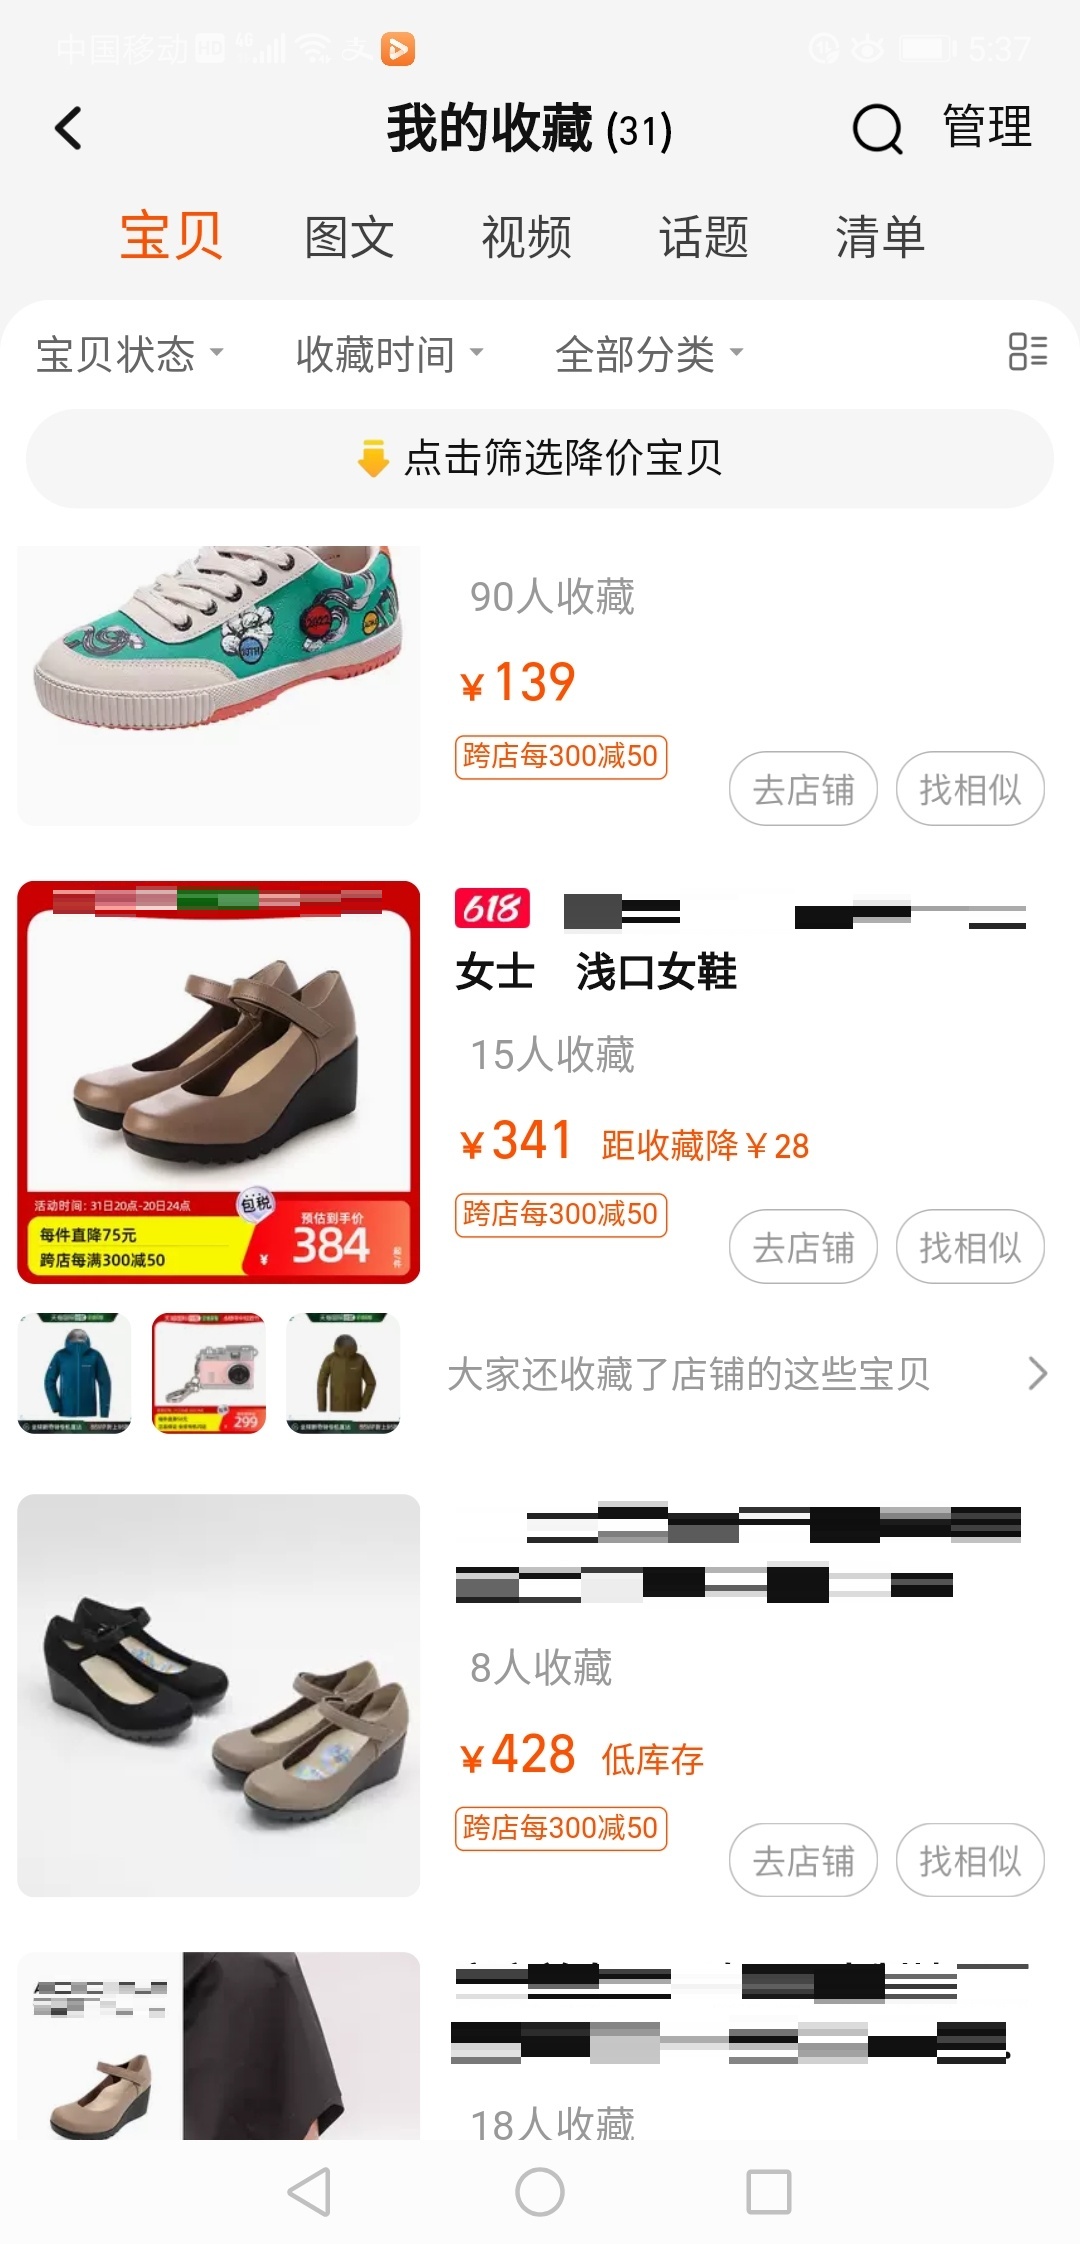 中国移动 HD 5:37
我的收藏 (31) 管理
宝贝 图文 视频 话题 清单
宝贝状态 收藏时间 全部分类
点击筛选降价宝贝
90人收藏
¥139
跨店每300减50
去店铺 找相似
618
女士 浅口女鞋
15人收藏
¥341 距收藏降¥28
跨店每300减50
去店铺 找相似
活动时间：31日20点-20日24点
包税
每件直降75元
跨店每满300减50
预估到手价
¥ 384
大家还收藏了店铺的这些宝贝
299
8人收藏
¥428 低库存
跨店每300减50
去店铺 找相似
18人收藏